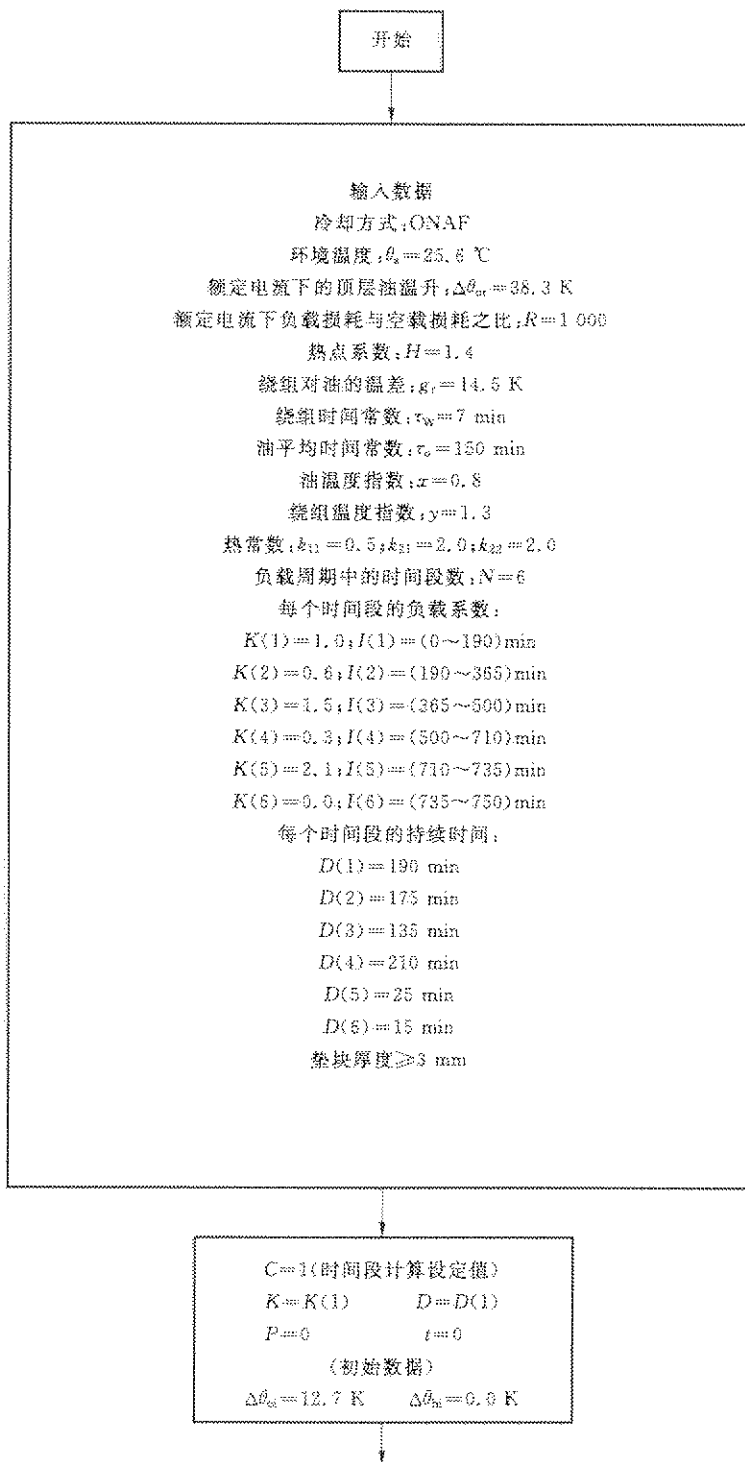 开始
输入数据
冷却方式:ONAF
环境温度:θₐ=25.6 ℃
额定电流下的顶层油温升:Δθₒᵣ=38.3 K
额定电流下负载损耗与空载损耗之比:R=1 000
热点系数:H=1.4
绕组对油的温差:gᵣ=14.5 K
绕组时间常数:τw=7 min
油平均时间常数:τₒ=150 min
油温度指数:x=0.8
绕组温度指数:y=1.3
热常数:k₁₁=0.5;k₂₁=2.0;k₂₂=2.0
负载周期中的时间段数:N=6
每个时间段的负载系数:
K(1)=1.0;I(1)=(0~190)min
K(2)=0.6;I(2)=(190~365)min
K(3)=1.5;I(3)=(365~500)min
K(4)=0.3;I(4)=(500~710)min
K(5)=2.1;I(5)=(710~735)min
K(6)=0.0;I(6)=(735~750)min
每个时间段的持续时间:
D(1)=190 min
D(2)=175 min
D(3)=135 min
D(4)=210 min
D(5)=25 min
D(6)=15 min
垫块厚度≥3 mm
C=1(时间段计算设定值)
K=K(1) D=D(1)
P=0 t=0
(初始数据)
Δθₒᵢ=12.7 K Δθₕᵢ=0.0 K